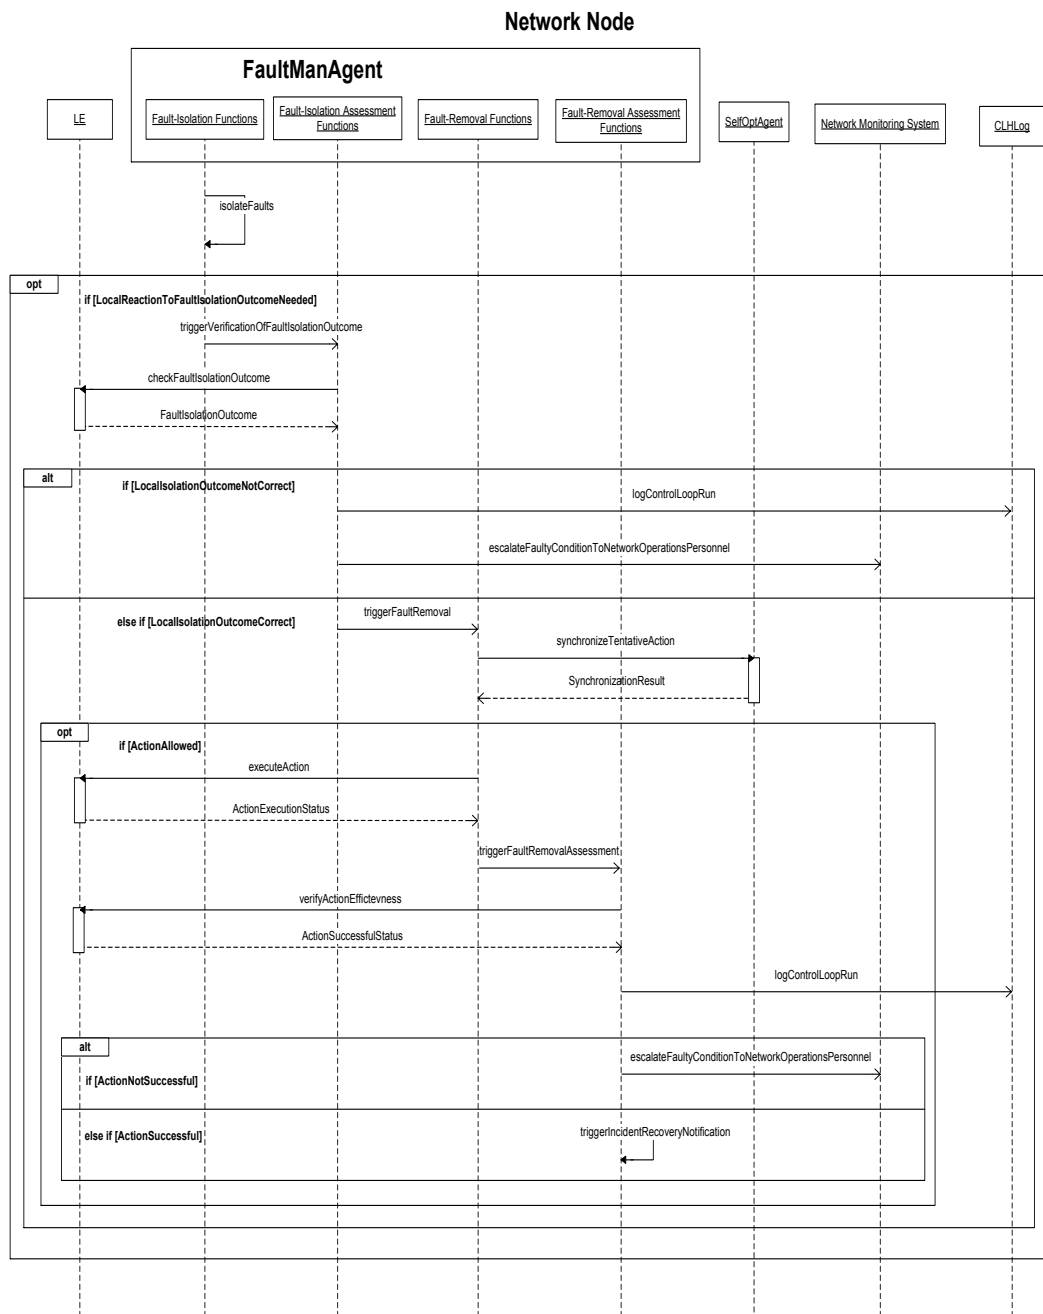 Network Node
FaultManAgent
LE
Fault-Isolation Functions
Fault-Isolation Assessment
Functions
Fault-Removal Functions
Fault-Removal Assessment
Functions
SelfOptAgent
Network Monitoring System
CLHLog
isolateFaults
opt
if [LocalReactionToFaultIsolationOutcomeNeeded]
triggerVerificationOfFaultIsolationOutcome
checkFaultIsolationOutcome
FaultIsolationOutcome
alt
if [LocalIsolationOutcomeNotCorrect]
logControlLoopRun
escalateFaultyConditionToNetworkOperationsPersonnel
else if [LocalIsolationOutcomeCorrect]
triggerFaultRemoval
synchronizeTentativeAction
SynchronizationResult
opt
if [ActionAllowed]
executeAction
ActionExecutionStatus
triggerFaultRemovalAssessment
verifyActionEffictevness
ActionSuccessfulStatus
logControlLoopRun
alt
escalateFaultyConditionToNetworkOperationsPersonnel
if [ActionNotSuccessful]
else if [ActionSuccessful]
triggerIncidentRecoveryNotification